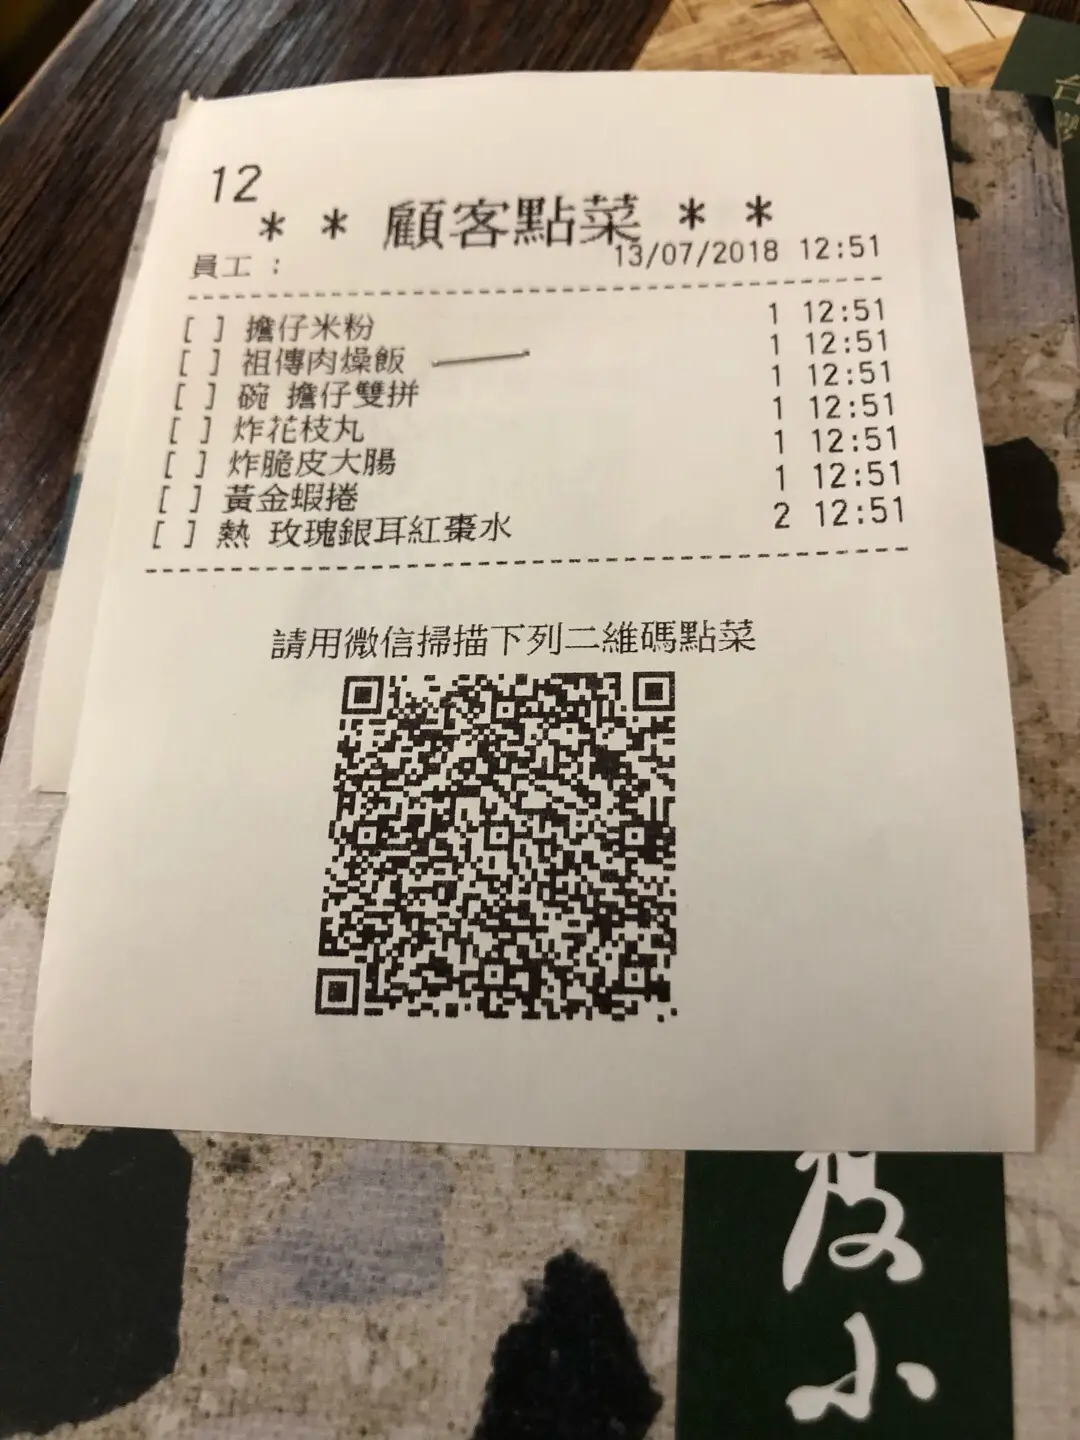 12
* * 顧客點菜 * *
員工 : 13/07/2018 12:51
[ ] 擔仔米粉 1 12:51
[ ] 祖傳肉燥飯 1 12:51
[ ] 碗 擔仔雙拼 1 12:51
[ ] 炸花枝丸 1 12:51
[ ] 炸脆皮大腸 1 12:51
[ ] 黃金蝦捲 1 12:51
[ ] 熱 玫瑰銀耳紅棗水 2 12:51
請用微信掃描下列二維碼點菜
小